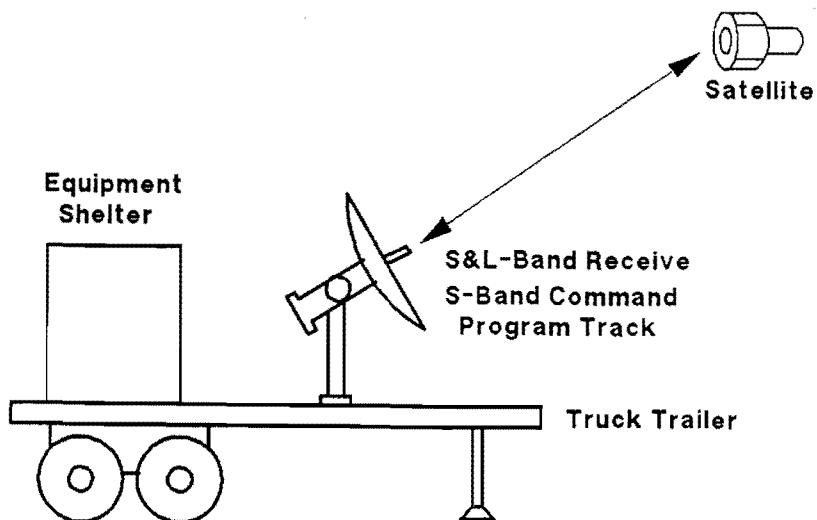 Satellite
Equipment
Shelter
S&L-Band Receive
S-Band Command
Program Track
Truck Trailer